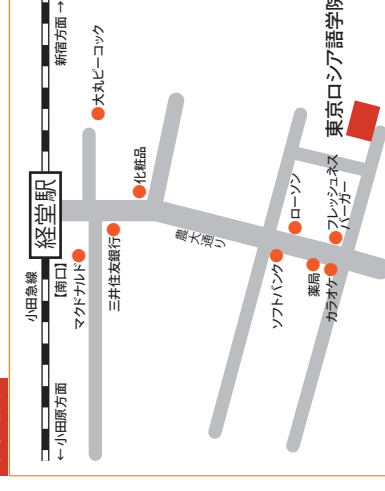 新宿方面→
小田急線
経堂駅
【南口】
←小田原方面
大丸ピーコック
マクドナルド
化粧品
三井住友銀行
農大通り
ローソン
ソフトバンク
東京ロシア語学院
フレッシュネス
バーガー
薬局
カラオケ